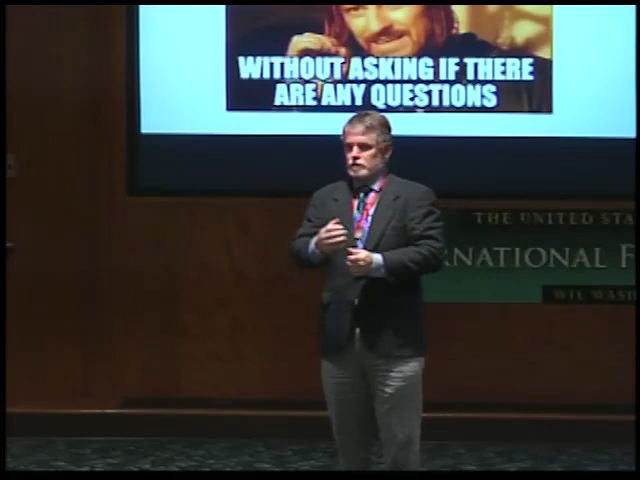 WITHOUT ASKING IF THERE
ARE ANY QUESTIONS
THE UNITED STA
RNATIONAL F
WIL WASH